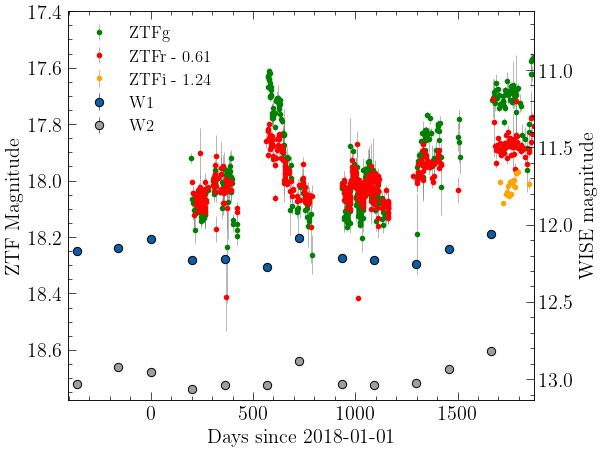 17.4
17.6
17.8
18.0
18.2
18.4
18.6
ZTF Magnitude
ZTFg
ZTFr - 0.61
ZTFi - 1.24
W1
W2
11.0
11.5
12.0
12.5
13.0
WISE magnitude
0 500 1000 1500
Days since 2018-01-01